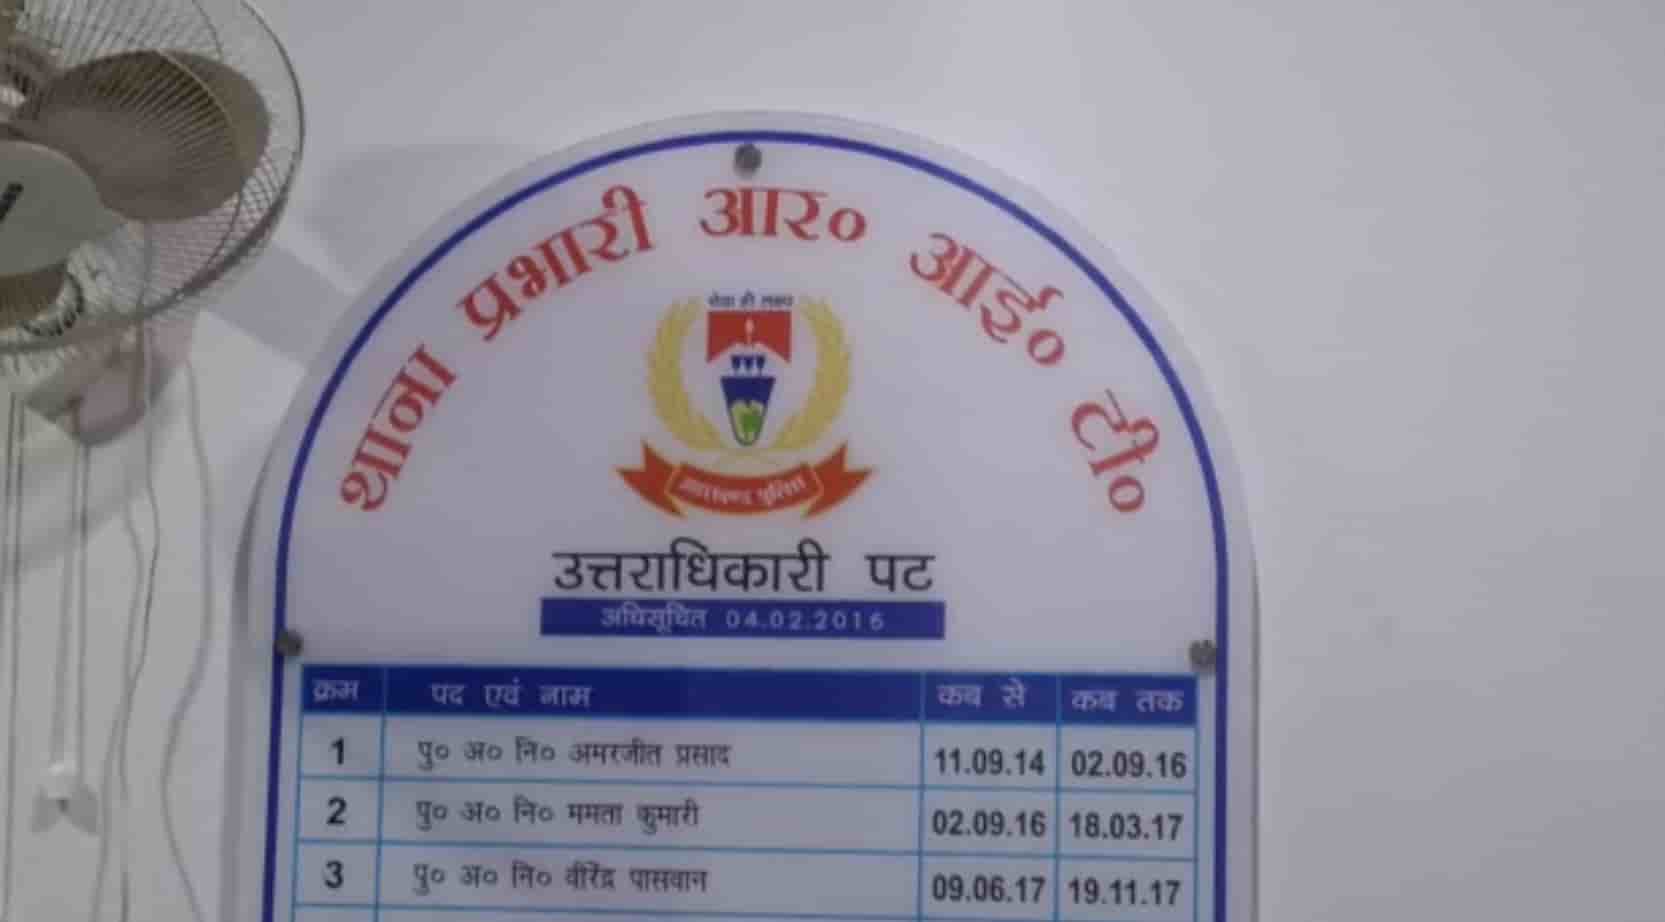 थाना प्रभारी आर० आई० टी०
सेवा ही लक्ष्य
झारखण्ड पुलिस
उत्तराधिकारी पट
अधिसूचित 04.02.2016
क्रम पद एवं नाम कब से कब तक
1 पु० अ० नि० अमरजीत प्रसाद 11.09.14 02.09.16
2 पु० अ० नि० ममता कुमारी 02.09.16 18.03.17
3 पु० अ० नि० वीरेंद्र पासवान 09.06.17 19.11.17